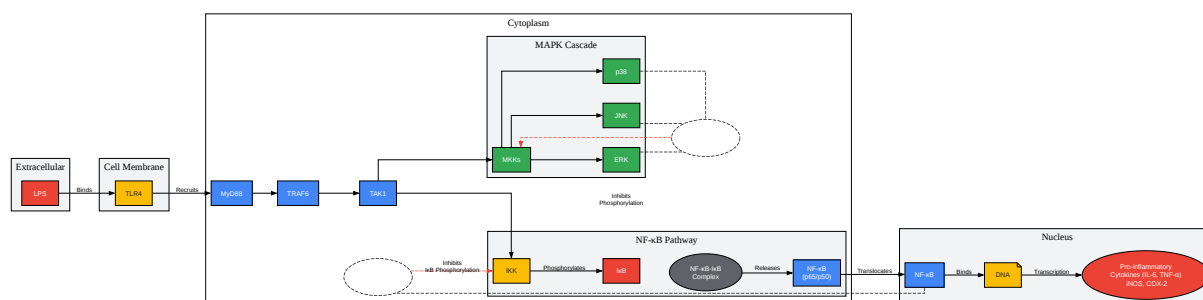 Cytoplasm
MAPK Cascade
p38
JNK
MKKs
ERK
Extracellular
LPS
Binds
Cell Membrane
TLR4
Recruits
MyD88
TRAF6
TAK1
Inhibits
Phosphorylation
NF-κB Pathway
Inhibits
IκB Phosphorylation
IKK
Phosphorylates
IκB
NF-κB-IκB
Complex
Releases
NF-κB
(p65/p50)
Translocates
Nucleus
NF-κB
Binds
DNA
Transcription
Pro-Inflammatory
Cytokines (IL-6, TNF-α)
iNOS, COX-2